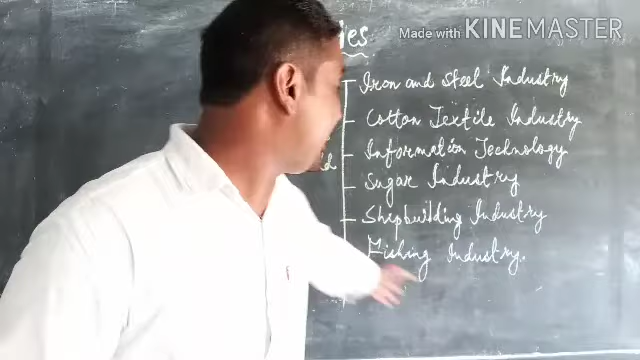 Made with KINEMASTER
ies
Iron and Steel Industry
Cotton Textile Industry
Information Technology
Sugar Industry
Shipbuilding Industry
Fishing Industry.